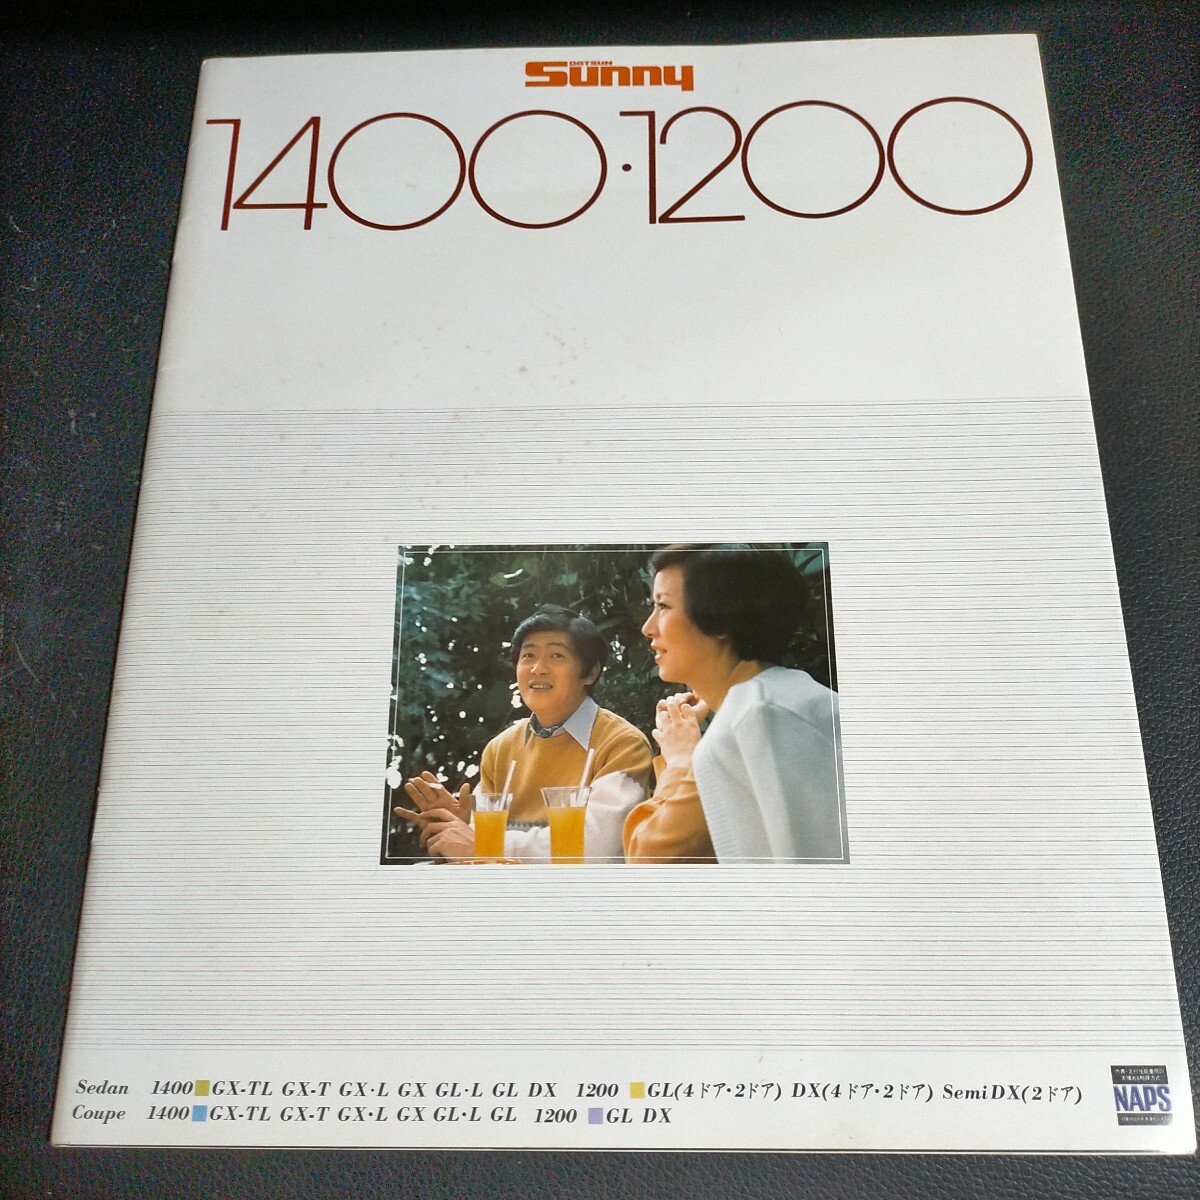 DATSUN
Sunny
1400・1200
Sedan 1400 GX-TL GX-T GX・L GX GL・L GL DX 1200 GL(4ドア・2ドア) DX(4ドア・2ドア) SemiDX(2ドア)
Coupe 1400 GX-TL GX-T GX・L GX GL・L GL 1200 GL DX
NAPS